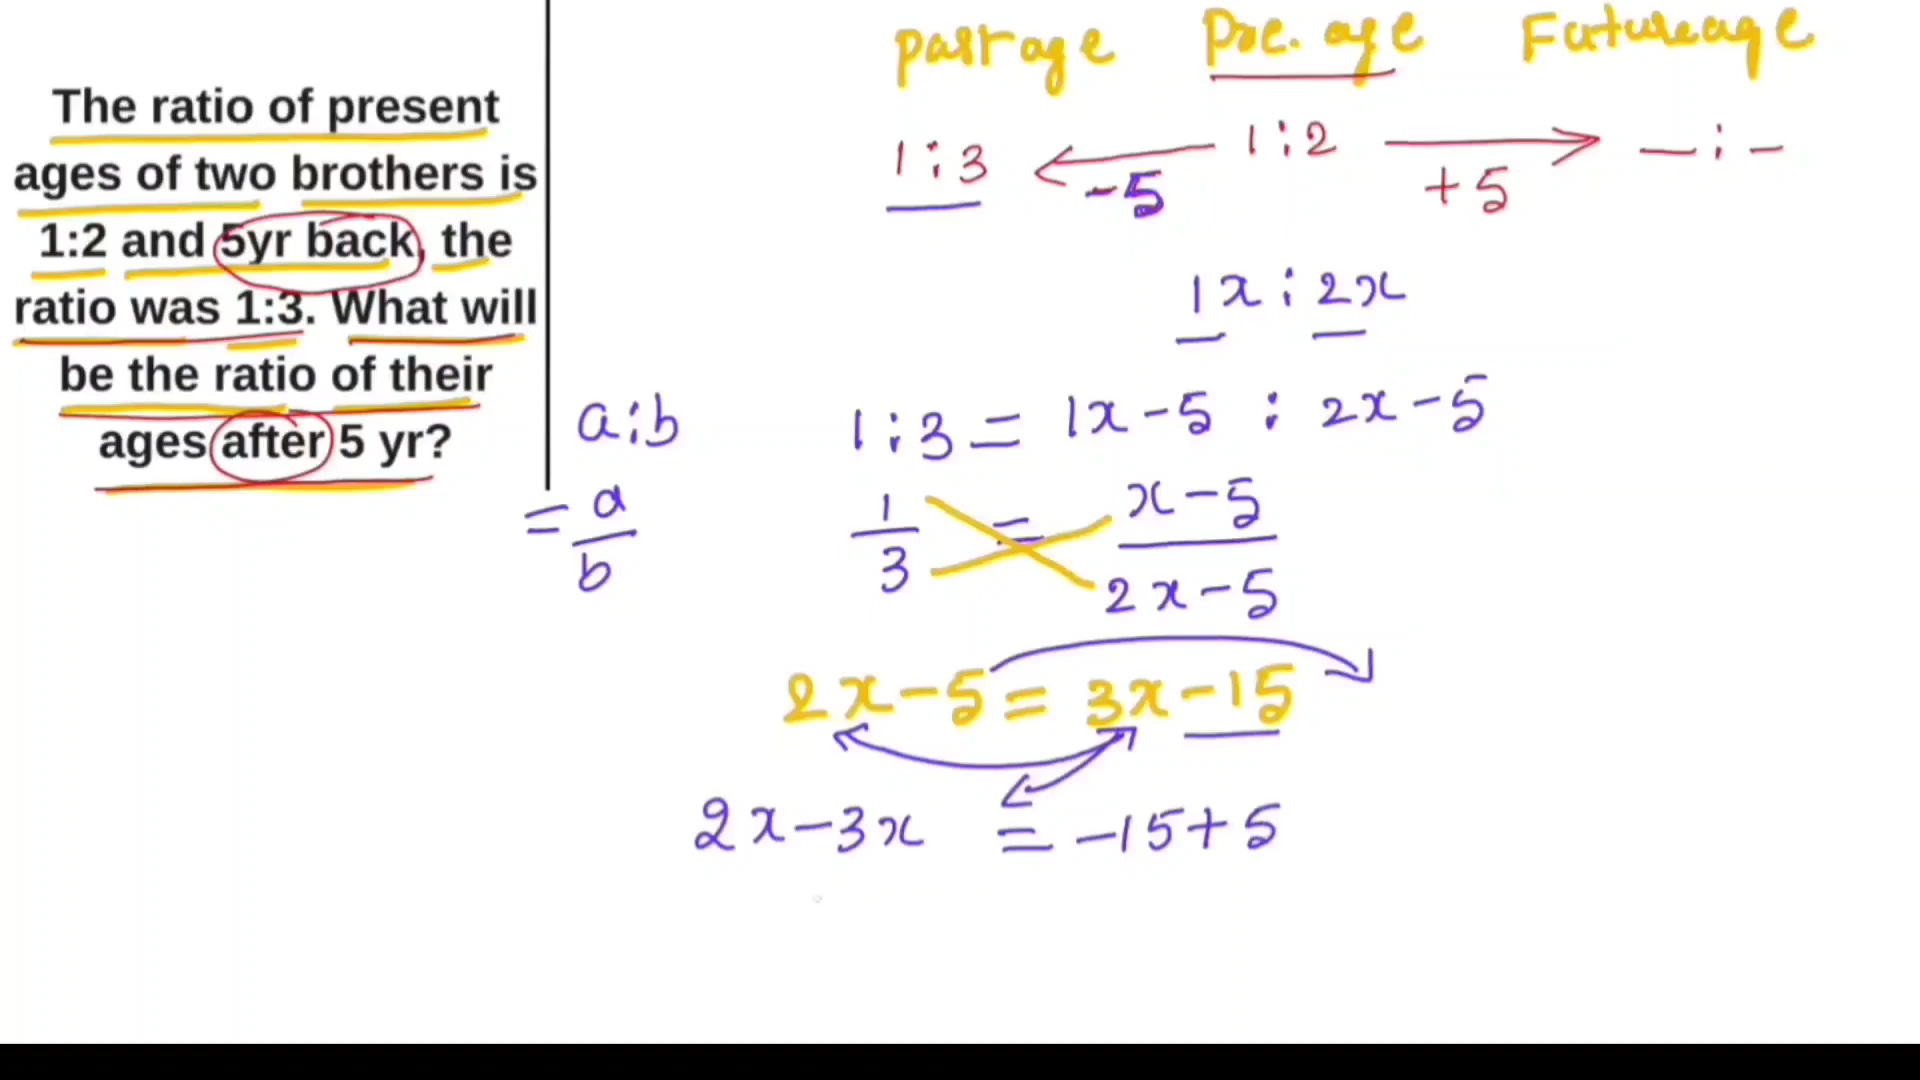 The ratio of present
ages of two brothers is
1:2 and 5yr back, the
ratio was 1:3. What will
be the ratio of their
ages after 5 yr?
past age Pre. age Future age
1:3 -5 1:2 +5 _:_
1x : 2x
a:b
= a/b
1:3 = 1x-5 : 2x-5
1/3 = x-5/2x-5
2x-5 = 3x-15
2x-3x = -15+5